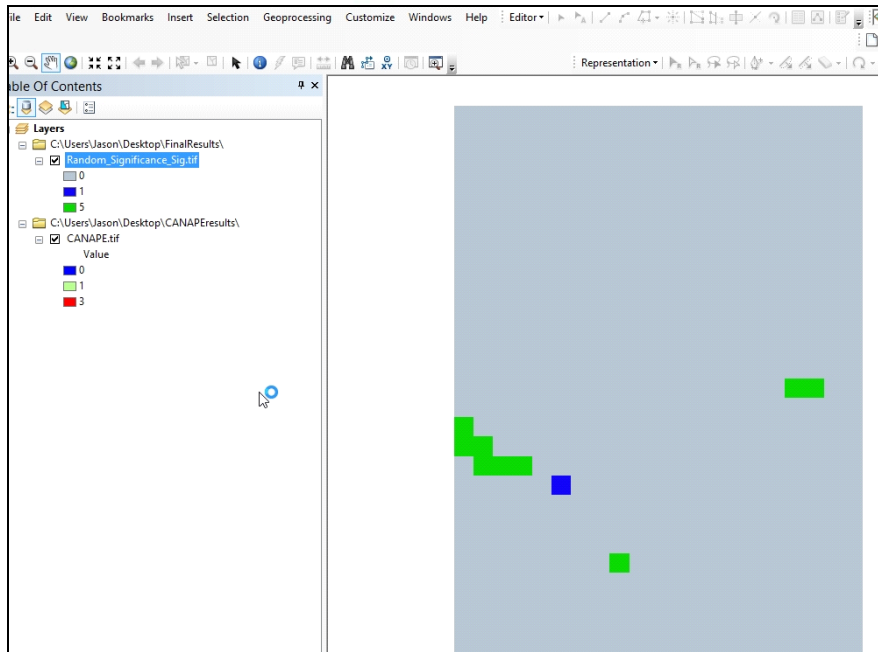 ile Edit View Bookmarks Insert Selection Geoprocessing Customize Windows Help Editor
Representation
able Of Contents
Layers
C:\Users\Jason\Desktop\FinalResults\
Random_Significance_Sig.tif
0
1
5
C:\Users\Jason\Desktop\CANAPEresults\
CANAPE.tif
Value
0
1
3